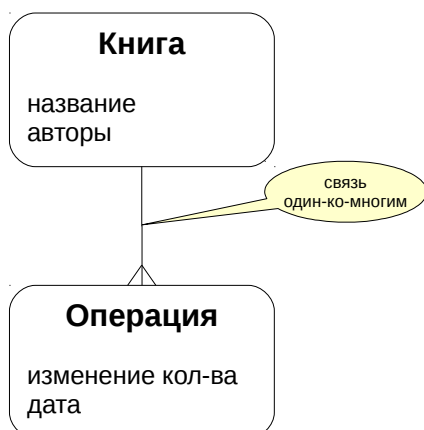 Книга
название
авторы
связь
один-ко-многим
Операция
изменение кол-ва
дата